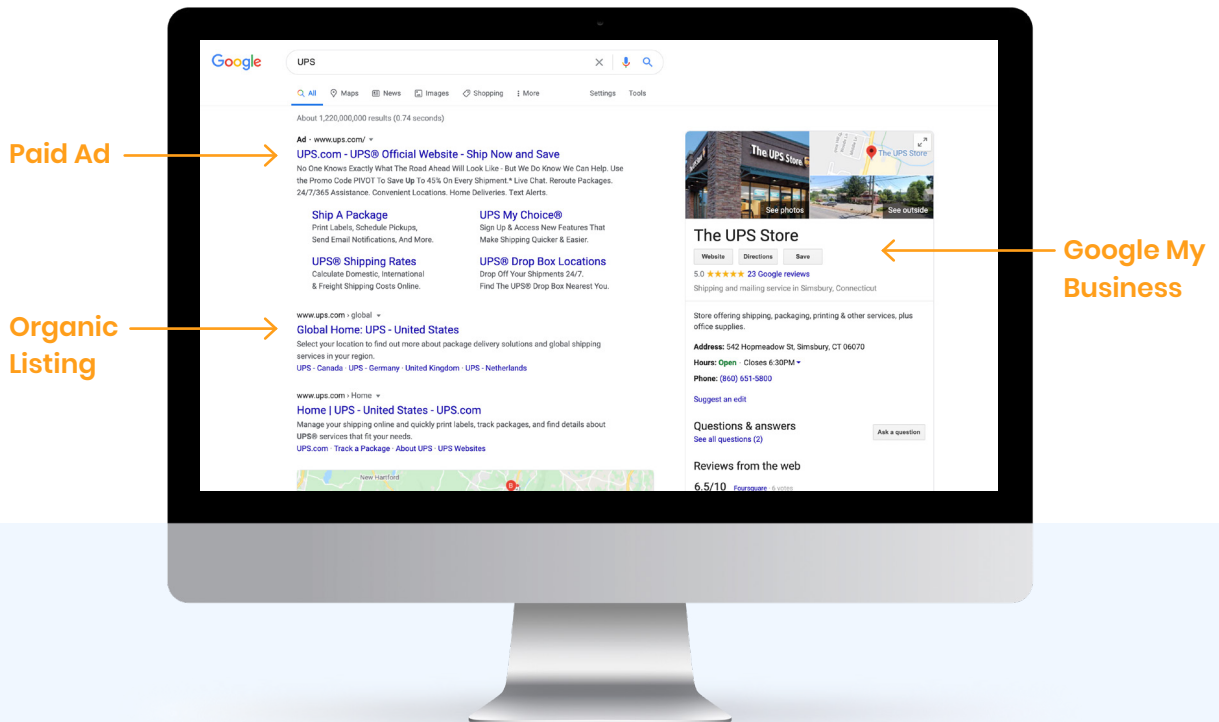 Google
UPS
All Maps News Images Shopping More Settings Tools
About 1,220,000,000 results (0.74 seconds)
Paid Ad
Ad · www.ups.com/
UPS.com - UPS® Official Website - Ship Now and Save
No One Knows Exactly What The Road Ahead Will Look Like - But We Do Know We Can Help. Use
the Promo Code PIVOT To Save Up To 45% On Every Shipment.* Live Chat. Reroute Packages.
24/7/365 Assistance. Convenient Locations. Home Deliveries. Text Alerts.
Ship A Package
Print Labels, Schedule Pickups,
Send Email Notifications, And More.
UPS My Choice®
Sign Up & Access New Features That
Make Shipping Quicker & Easier.
UPS® Shipping Rates
Calculate Domestic, International
& Freight Shipping Costs Online.
UPS® Drop Box Locations
Drop Off Your Shipments 24/7.
Find The UPS® Drop Box Nearest You.
Organic
Listing
www.ups.com › global
Global Home: UPS - United States
Select your location to find out more about package delivery solutions and global shipping
services in your region.
UPS - Canada · UPS - Germany · United Kingdom · UPS - Netherlands
www.ups.com › Home
Home | UPS - United States - UPS.com
Manage your shipping online and quickly print labels, track packages, and find details about
UPS® services that fit your needs.
UPS.com · Track a Package · About UPS · UPS Websites
New Hartford
B
The UPS Store
The UPS Store
See photos
See outside
The UPS Store
Website Directions Save
5.0 ★★★★★ 23 Google reviews
Shipping and mailing service in Simsbury, Connecticut
Google My
Business
Store offering shipping, packaging, printing & other services, plus
office supplies.
Address: 542 Hopmeadow St, Simsbury, CT 06070
Hours: Open · Closes 6:30PM
Phone: (860) 651-5800
Suggest an edit
Questions & answers
See all questions (2)
Ask a question
Reviews from the web
6.5/10 Foursquare 6 votes